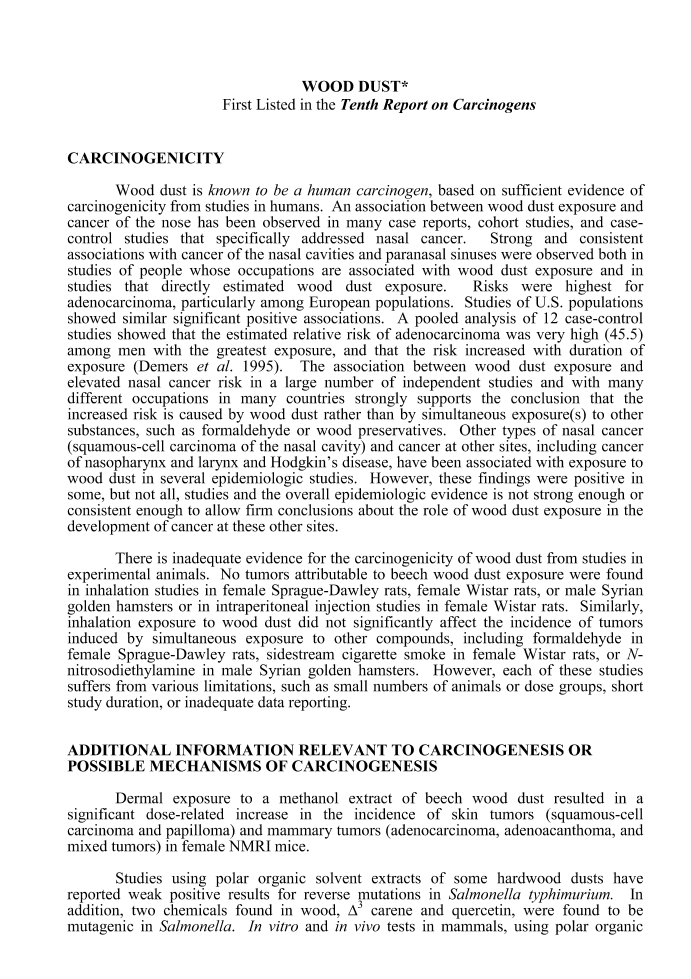 WOOD DUST*
First Listed in the Tenth Report on Carcinogens
CARCINOGENICITY
Wood dust is known to be a human carcinogen, based on sufficient evidence of
carcinogenicity from studies in humans. An association between wood dust exposure and
cancer of the nose has been observed in many case reports, cohort studies, and case-
control studies that specifically addressed nasal cancer. Strong and consistent
associations with cancer of the nasal cavities and paranasal sinuses were observed both in
studies of people whose occupations are associated with wood dust exposure and in
studies that directly estimated wood dust exposure. Risks were highest for
adenocarcinoma, particularly among European populations. Studies of U.S. populations
showed similar significant positive associations. A pooled analysis of 12 case-control
studies showed that the estimated relative risk of adenocarcinoma was very high (45.5)
among men with the greatest exposure, and that the risk increased with duration of
exposure (Demers et al. 1995). The association between wood dust exposure and
elevated nasal cancer risk in a large number of independent studies and with many
different occupations in many countries strongly supports the conclusion that the
increased risk is caused by wood dust rather than by simultaneous exposure(s) to other
substances, such as formaldehyde or wood preservatives. Other types of nasal cancer
(squamous-cell carcinoma of the nasal cavity) and cancer at other sites, including cancer
of nasopharynx and larynx and Hodgkin's disease, have been associated with exposure to
wood dust in several epidemiologic studies. However, these findings were positive in
some, but not all, studies and the overall epidemiologic evidence is not strong enough or
consistent enough to allow firm conclusions about the role of wood dust exposure in the
development of cancer at these other sites.
There is inadequate evidence for the carcinogenicity of wood dust from studies in
experimental animals. No tumors attributable to beech wood dust exposure were found
in inhalation studies in female Sprague-Dawley rats, female Wistar rats, or male Syrian
golden hamsters or in intraperitoneal injection studies in female Wistar rats. Similarly,
inhalation exposure to wood dust did not significantly affect the incidence of tumors
induced by simultaneous exposure to other compounds, including formaldehyde in
female Sprague-Dawley rats, sidestream cigarette smoke in female Wistar rats, or N-
nitrosodiethylamine in male Syrian golden hamsters. However, each of these studies
suffers from various limitations, such as small numbers of animals or dose groups, short
study duration, or inadequate data reporting.
ADDITIONAL INFORMATION RELEVANT TO CARCINOGENESIS OR
POSSIBLE MECHANISMS OF CARCINOGENESIS
Dermal exposure to a methanol extract of beech wood dust resulted in a
significant dose-related increase in the incidence of skin tumors (squamous-cell
carcinoma and papilloma) and mammary tumors (adenocarcinoma, adenoacanthoma, and
mixed tumors) in female NMRI mice.
Studies using polar organic solvent extracts of some hardwood dusts have
reported weak positive results for reverse mutations in Salmonella typhimurium. In
addition, two chemicals found in wood, Δ³ carene and quercetin, were found to be
mutagenic in Salmonella. In vitro and in vivo tests in mammals, using polar organic